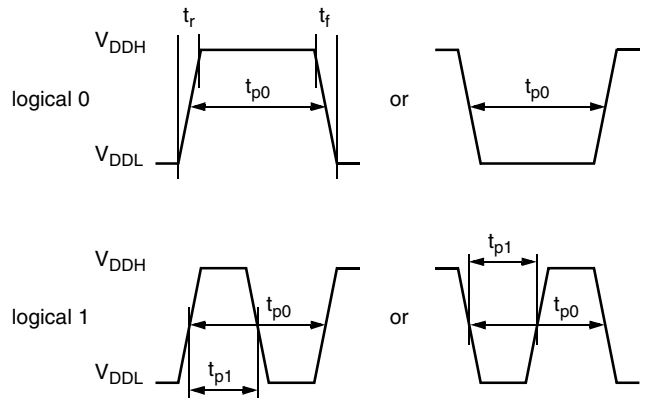 t_r t_f
V_DDH
logical 0 t_p0 or t_p0
V_DDL
t_p1
V_DDH
logical 1 t_p0 or t_p0
V_DDL t_p1